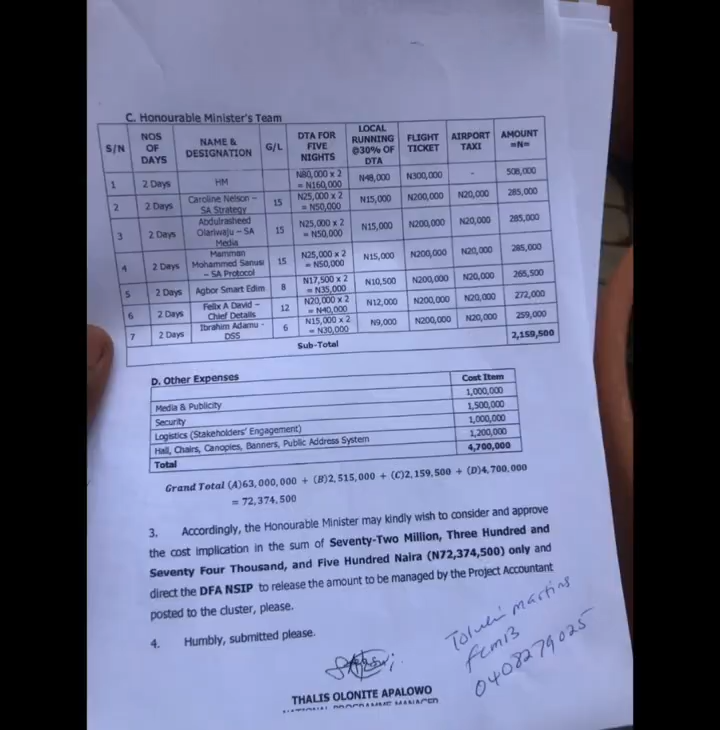 C. Honourable Minister's Team
S/N NOS OF DAYS NAME & DESIGNATION G/L DTA FOR FIVE NIGHTS LOCAL RUNNING @30% OF DTA FLIGHT TICKET AIRPORT TAXI AMOUNT =N=
1 2 Days HM N80,000 x 2 = N160,000 N48,000 N300,000 - 508,000
2 2 Days Caroline Nelson – SA Strategy 15 N25,000 x 2 = N50,000 N15,000 N200,000 N20,000 285,000
3 2 Days Abdulrasheed Olariwaju – SA Media 15 N25,000 x 2 = N50,000 N15,000 N200,000 N20,000 285,000
4 2 Days Mamman Mohammed Sanusi – SA Protocol 15 N25,000 x 2 = N50,000 N15,000 N200,000 N20,000 285,000
5 2 Days Agbor Smart Edim 8 N17,500 x 2 = N35,000 N10,500 N200,000 N20,000 265,500
6 2 Days Felix A David – Chief Details 12 N20,000 x 2 = N40,000 N12,000 N200,000 N20,000 272,000
7 2 Days Ibrahim Adamu - DSS 6 N15,000 x 2 = N30,000 N9,000 N200,000 N20,000 259,000
Sub-Total 2,159,500
D. Other Expenses
Cost Item
Media & Publicity 1,000,000
Security 1,500,000
Logistics (Stakeholders' Engagement) 1,000,000
Hall, Chairs, Canopies, Banners, Public Address System 1,200,000
Total 4,700,000
Grand Total (A)63,000,000 + (B)2,515,000 + (C)2,159,500 + (D)4,700,000
= 72,374,500
3. Accordingly, the Honourable Minister may kindly wish to consider and approve
the cost implication in the sum of Seventy-Two Million, Three Hundred and
Seventy Four Thousand, and Five Hundred Naira (N72,374,500) only and
direct the DFA NSIP to release the amount to be managed by the Project Accountant
posted to the cluster, please.
4. Humbly, submitted please.
THALIS OLONITE APALOWO
NATIONAL PROGRAMME MANAGER
Martins
FCMB
0408279025